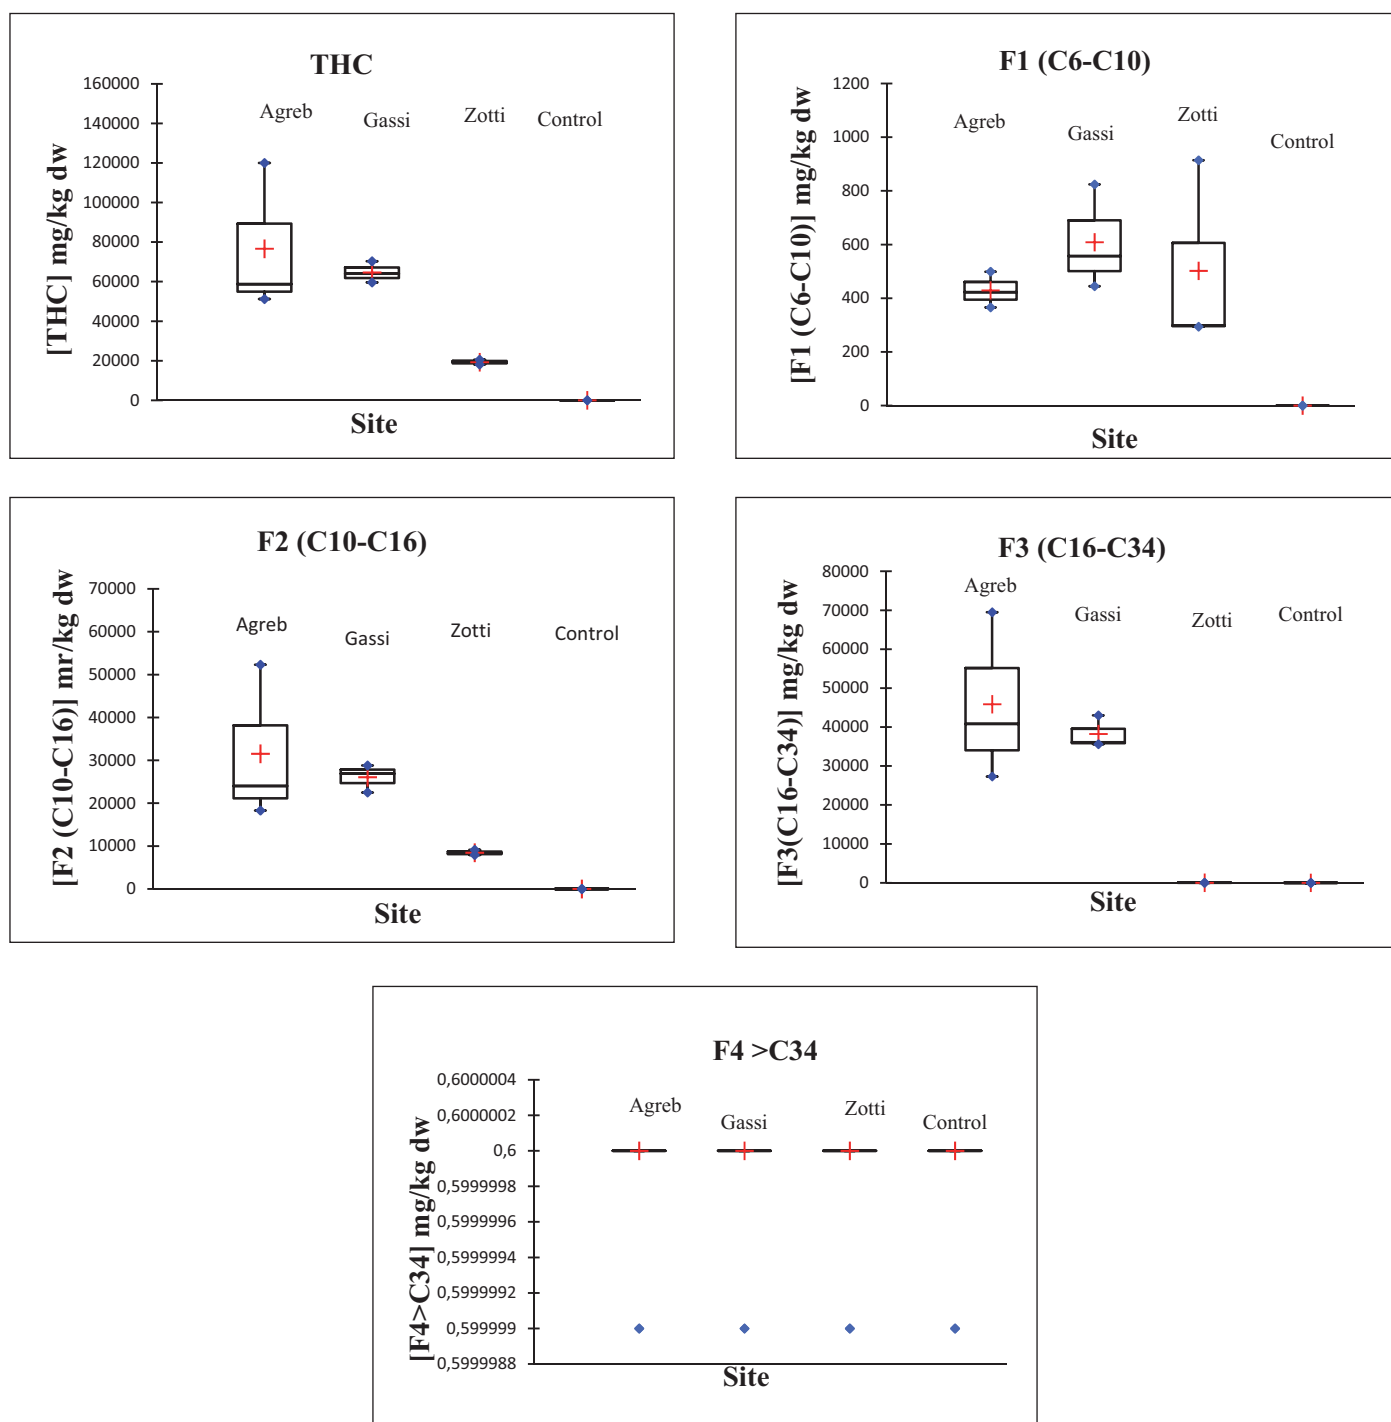 THC
160000
140000
120000
100000
80000
60000
40000
20000
0
[THC] mg/kg dw
Agreb
Gassi
Zotti
Control
Site
F1 (C6-C10)
1200
1000
800
600
400
200
0
[F1 (C6-C10)] mg/kg dw
Agreb
Gassi
Zotti
Control
Site
F2 (C10-C16)
70000
60000
50000
40000
30000
20000
10000
0
[F2 (C10-C16)] mr/kg dw
Agreb
Gassi
Zotti
Control
Site
F3 (C16-C34)
80000
70000
60000
50000
40000
30000
20000
10000
0
[F3(C16-C34)] mg/kg dw
Agreb
Gassi
Zotti
Control
Site
F4 >C34
0,6000004
0,6000002
0,6
0,5999998
0,5999996
0,5999994
0,5999992
0,599999
0,5999988
[F4>C34] mg/kg dw
Agreb
Gassi
Zotti
Control
Site